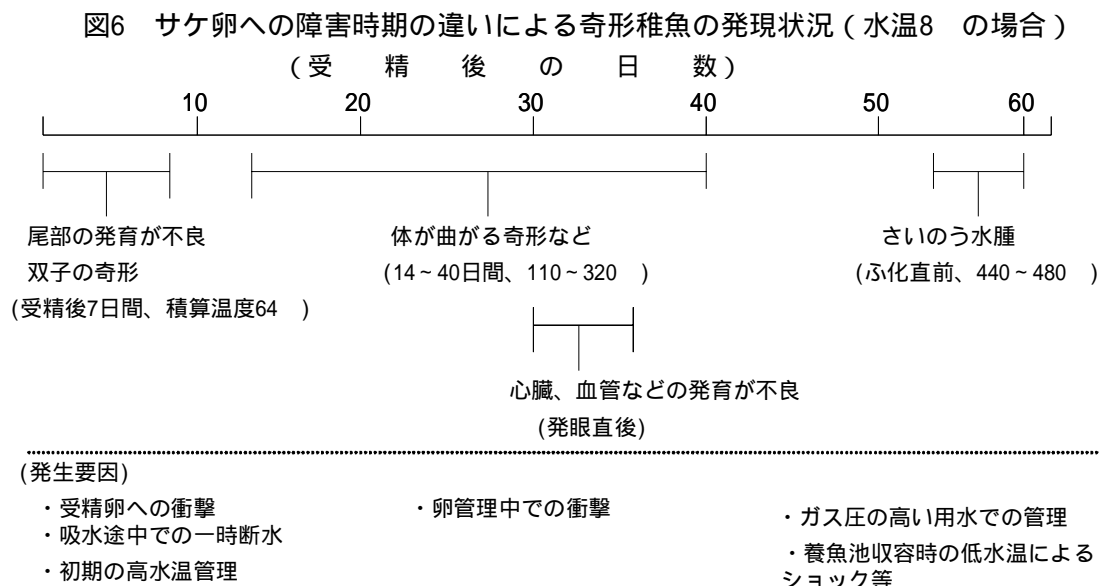 図6 サケ卵への障害時期の違いによる奇形稚魚の発現状況(水温8 の場合)
(受 精 後 の 日 数)
10 20 30 40 50 60
尾部の発育が不良
双子の奇形
(受精後7日間、積算温度64 )
体が曲がる奇形など
(14~40日間、110~320 )
さいのう水腫
(ふ化直前、440~480 )
心臓、血管などの発育が不良
(発眼直後)
(発生要因)
・受精卵への衝撃
・吸水途中での一時断水
・初期の高水温管理
・卵管理中での衝撃
・ガス圧の高い用水での管理
・養魚池収容時の低水温による
ショック等